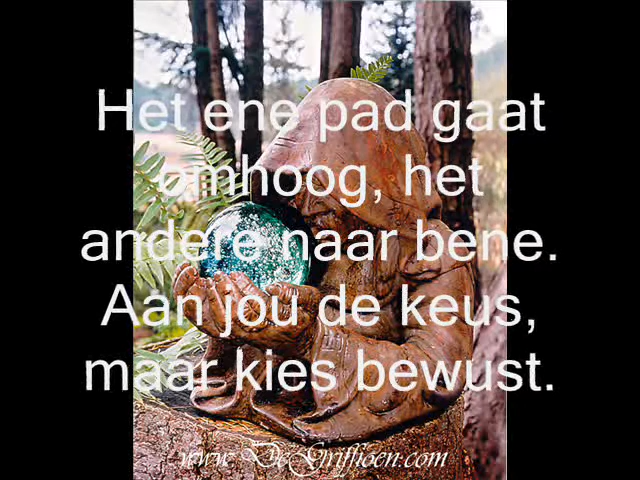 Het ene pad gaat
omhoog, het
andere naar bene.
Aan jou de keus,
maar kies bewust.
www.DeGriffioen.com